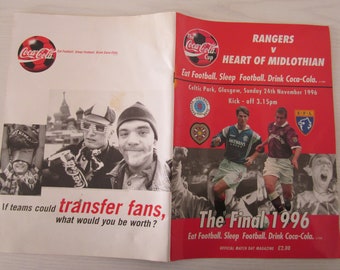 Coca-Cola
Eat Football. Sleep Football. Drink Coca-Cola.
If teams could transfer fans,
what would you be worth?
The
Coca-Cola
Cup
RANGERS
v
HEART OF MIDLOTHIAN
Eat Football. Sleep Football. Drink Coca-Cola.
Celtic Park, Glasgow, Sunday 24th November 1996
Kick - off 3.15pm
The Final 1996
Eat Football. Sleep Football. Drink Coca-Cola.
OFFICIAL MATCH DAY MAGAZINE £2.50